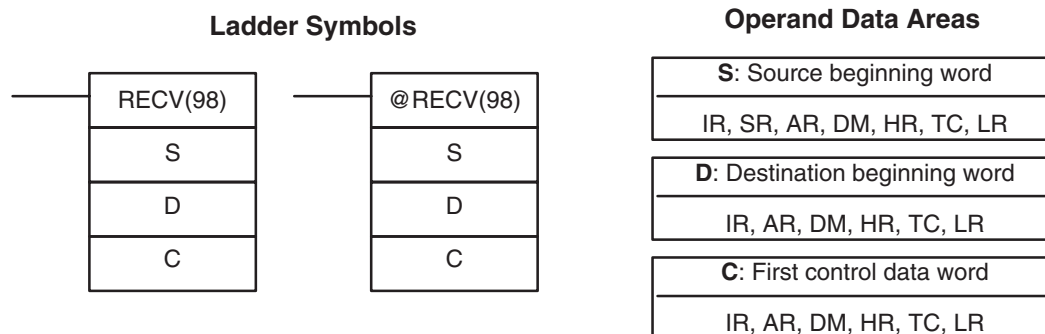 Ladder Symbols
RECV(98)
S
D
C
@RECV(98)
S
D
C
Operand Data Areas
S: Source beginning word
IR, SR, AR, DM, HR, TC, LR
D: Destination beginning word
IR, AR, DM, HR, TC, LR
C: First control data word
IR, AR, DM, HR, TC, LR